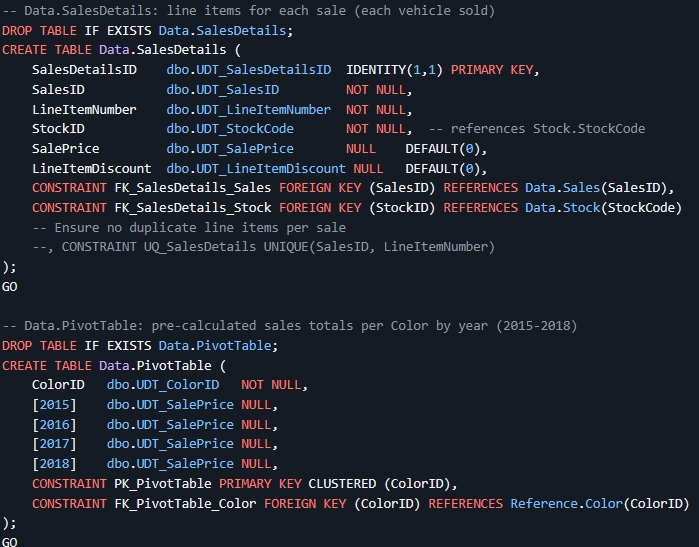 -- Data.SalesDetails: line items for each sale (each vehicle sold)
DROP TABLE IF EXISTS Data.SalesDetails;
CREATE TABLE Data.SalesDetails (
    SalesDetailsID    dbo.UDT_SalesDetailsID  IDENTITY(1,1) PRIMARY KEY,
    SalesID           dbo.UDT_SalesID         NOT NULL,
    LineItemNumber    dbo.UDT_LineItemNumber  NOT NULL,
    StockID           dbo.UDT_StockCode       NOT NULL,  -- references Stock.StockCode
    SalePrice         dbo.UDT_SalePrice       NULL   DEFAULT(0),
    LineItemDiscount  dbo.UDT_LineItemDiscount NULL   DEFAULT(0),
    CONSTRAINT FK_SalesDetails_Sales FOREIGN KEY (SalesID) REFERENCES Data.Sales(SalesID),
    CONSTRAINT FK_SalesDetails_Stock FOREIGN KEY (StockID) REFERENCES Data.Stock(StockCode)
    -- Ensure no duplicate line items per sale
    --, CONSTRAINT UQ_SalesDetails UNIQUE(SalesID, LineItemNumber)
);
GO

-- Data.PivotTable: pre-calculated sales totals per Color by year (2015-2018)
DROP TABLE IF EXISTS Data.PivotTable;
CREATE TABLE Data.PivotTable (
    ColorID   dbo.UDT_ColorID   NOT NULL,
    [2015]    dbo.UDT_SalePrice NULL,
    [2016]    dbo.UDT_SalePrice NULL,
    [2017]    dbo.UDT_SalePrice NULL,
    [2018]    dbo.UDT_SalePrice NULL,
    CONSTRAINT PK_PivotTable PRIMARY KEY CLUSTERED (ColorID),
    CONSTRAINT FK_PivotTable_Color FOREIGN KEY (ColorID) REFERENCES Reference.Color(ColorID)
);
GO